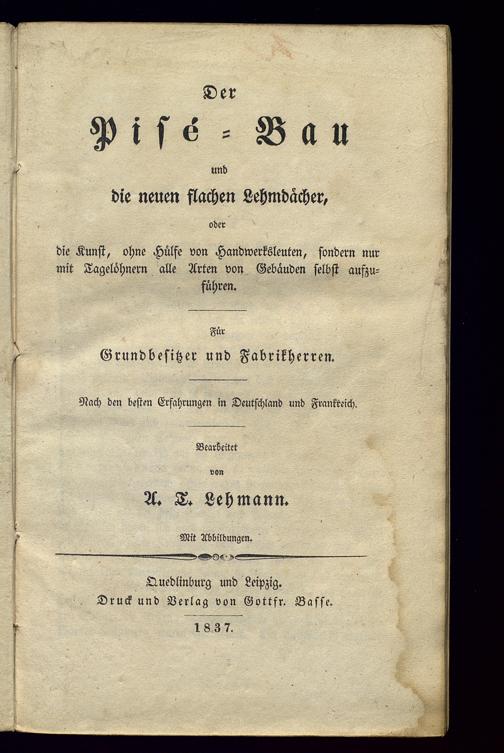 Der
Pisé-Bau
und
die neuen flachen Lehmdächer,
oder
die Kunst, ohne Hülfe von Handwerksleuten, sondern nur
mit Tagelöhnern alle Arten von Gebäuden selbst aufzu-
führen.
Für
Grundbesitzer und Fabrikherren.
Nach den besten Erfahrungen in Deutschland und Frankreich.
Bearbeitet
von
A. T. Lehmann.
Mit Abbildungen.
Quedlinburg und Leipzig.
Druck und Verlag von Gottfr. Basse.
1837.